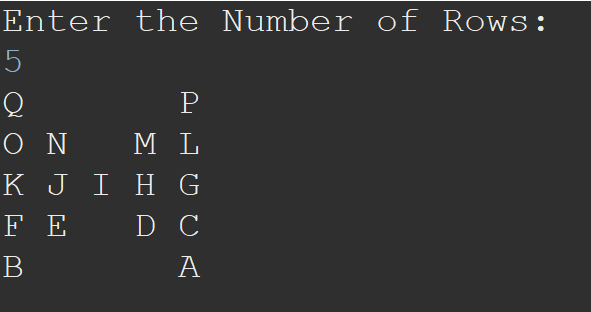 Enter the Number of Rows:
5
Q       P
O N   M L
K J I H G
F E   D C
B       A